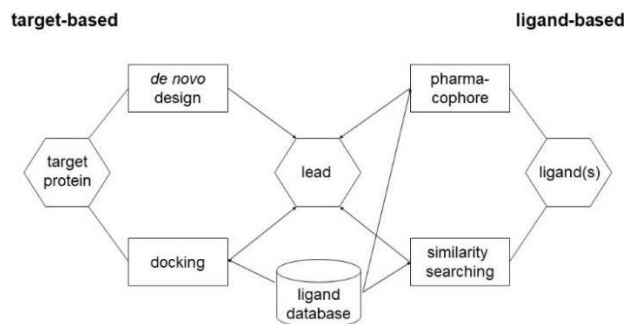 target-based
ligand-based
de novo
design
pharma-
cophore
target
protein
lead
ligand(s)
docking
similarity
searching
ligand
database